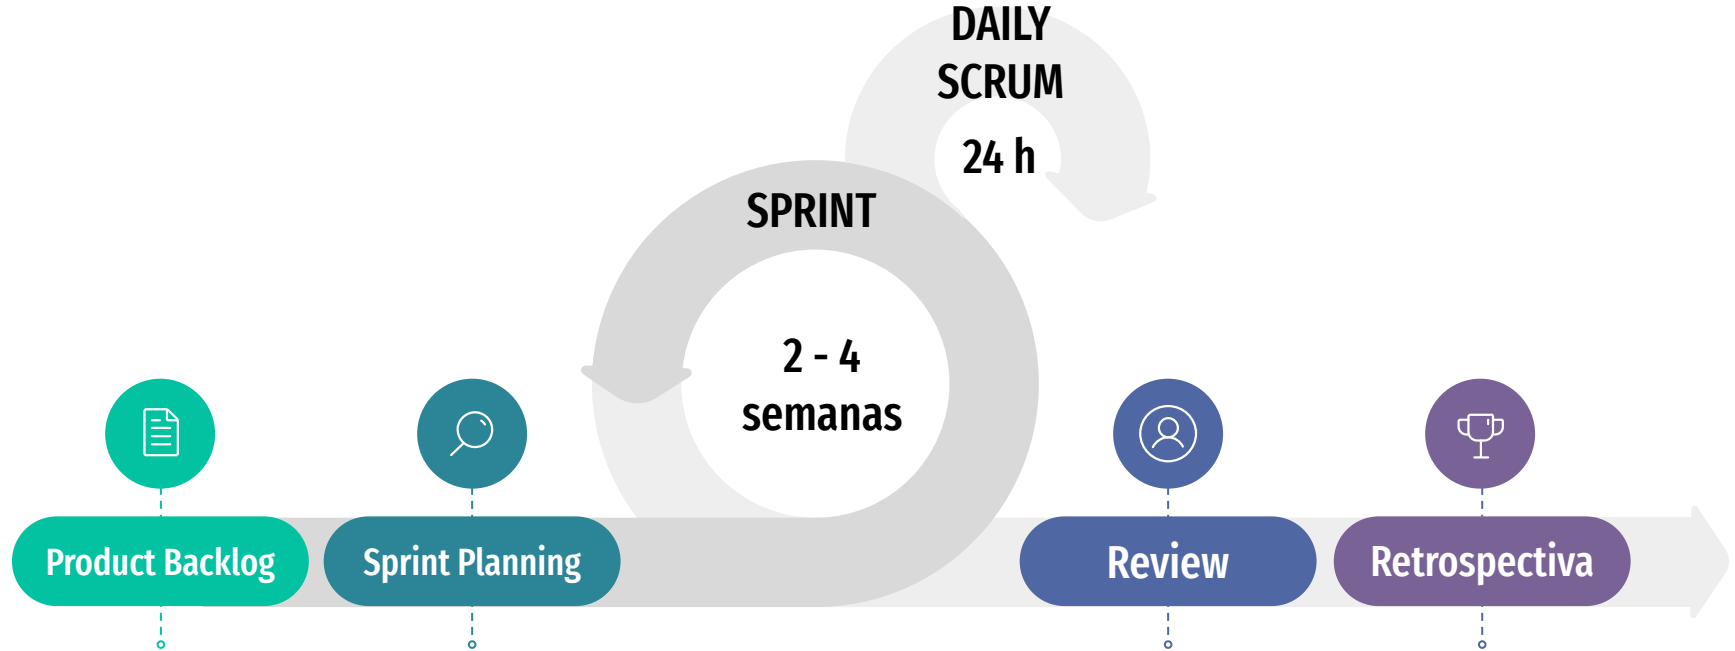 DAILY
SCRUM
24 h
SPRINT
2 - 4
semanas
Product Backlog
Sprint Planning
Review
Retrospectiva